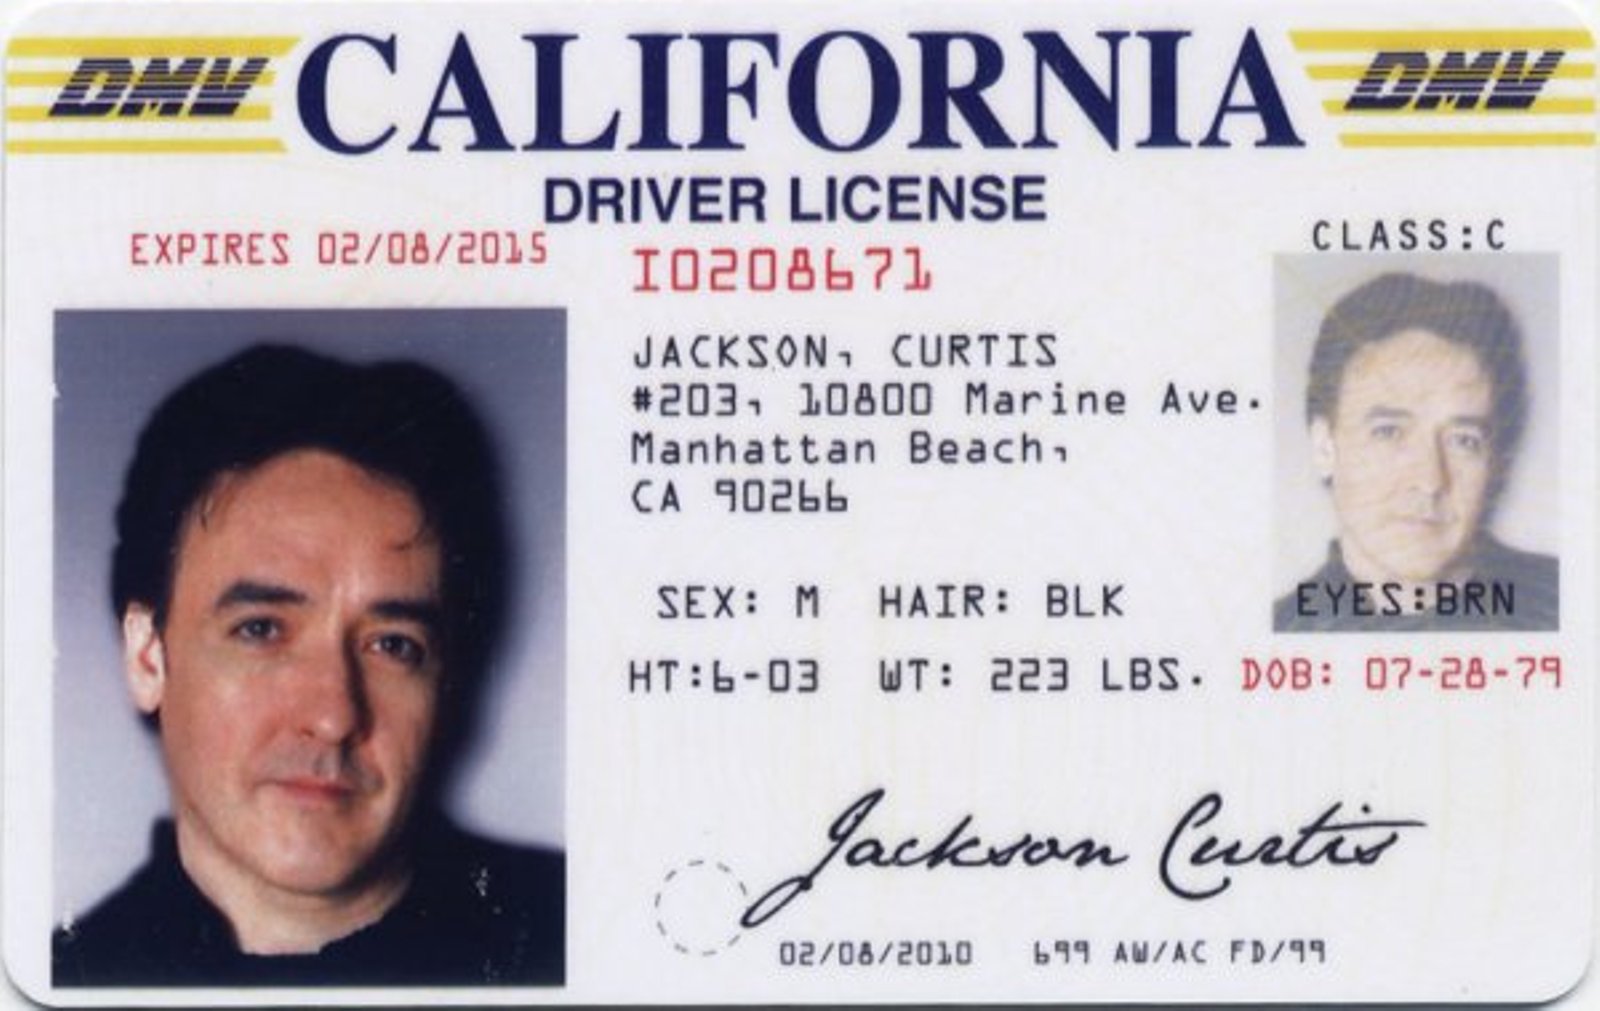 DMV CALIFORNIA DMV
DRIVER LICENSE
EXPIRES 02/08/2015
I0208671
CLASS:C
JACKSON, CURTIS
#203, 10800 Marine Ave.
Manhattan Beach,
CA 90266
SEX: M HAIR: BLK EYES:BRN
HT:6-03 WT: 223 LBS. DOB: 07-28-79
Jackson Curtis
02/08/2010 699 AW/AC FD/99